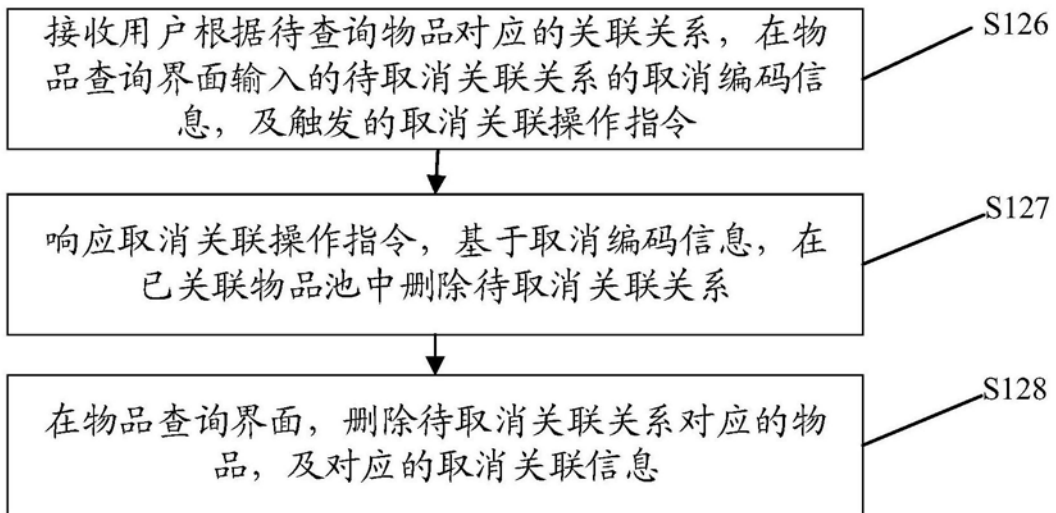 接收用户根据待查询物品对应的关联关系，在物
品查询界面输入的待取消关联关系的取消编码信
息，及触发的取消关联操作指令
S126
响应取消关联操作指令，基于取消编码信息，在
已关联物品池中删除待取消关联关系
S127
在物品查询界面，删除待取消关联关系对应的物
品，及对应的取消关联信息
S128